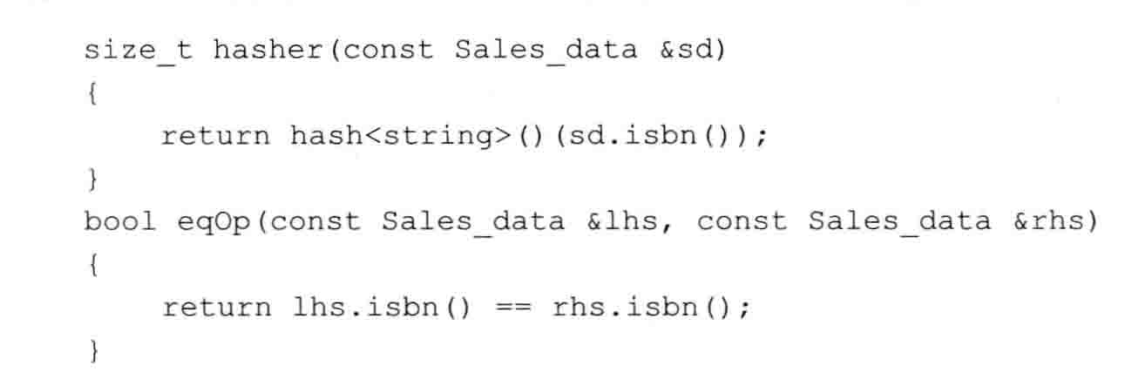 size_t hasher(const Sales_data &sd)
{
    return hash<string>()(sd.isbn());
}
bool eqOp(const Sales_data &lhs, const Sales_data &rhs)
{
    return lhs.isbn() == rhs.isbn();
}